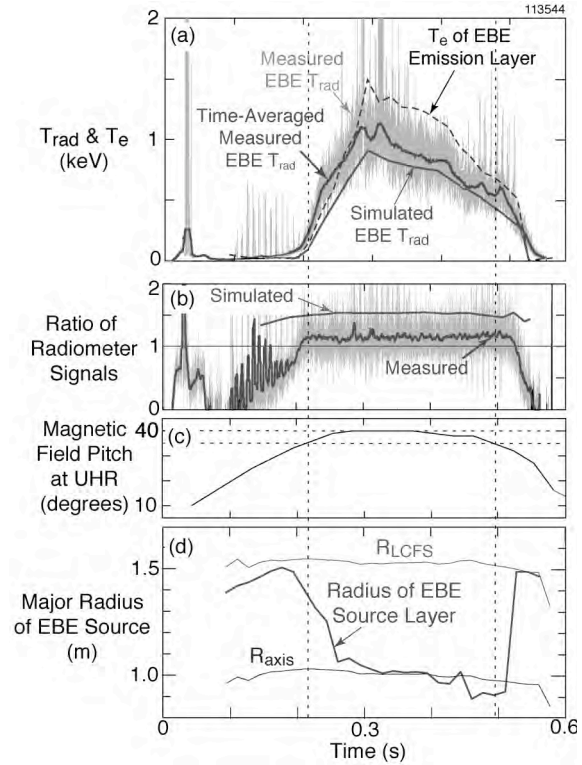 113544
2
(a)
Measured
EBE Trad
Te of EBE
Emission Layer
Time-Averaged
Measured
EBE Trad
Trad & Te
(keV)
1
Simulated
EBE Trad
0
2
(b)
Simulated
Ratio of
Radiometer
Signals
1
Measured
0
Magnetic
Field Pitch
at UHR
(degrees)
40
(c)
10
(d)
RLCFS
1.5
Major Radius
of EBE Source
(m)
Radius of EBE
Source Layer
Raxis
1.0
0
0.3
0.6
Time (s)